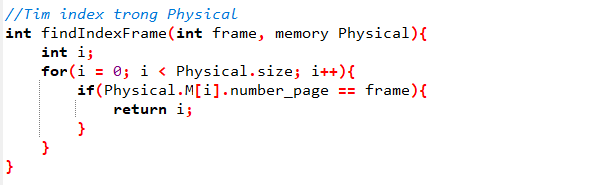 //Tim index trong Physical
int findIndexFrame(int frame, memory Physical){
    int i;
    for(i = 0; i < Physical.size; i++){
        if(Physical.M[i].number_page == frame){
            return i;
        }
    }
}